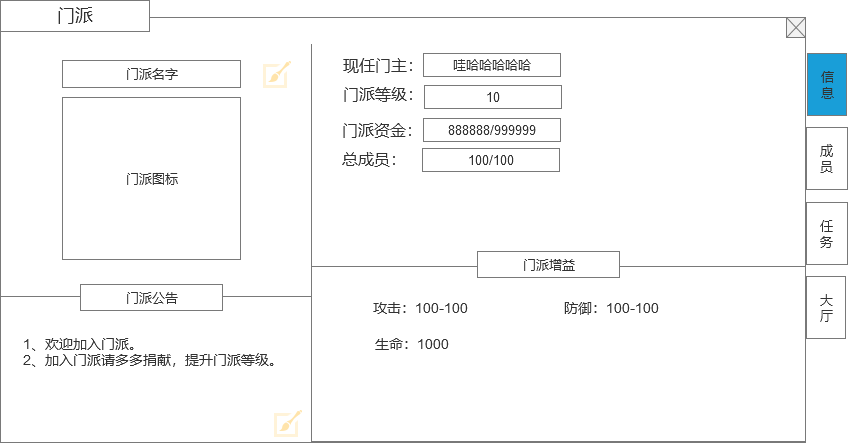 门派
门派名字
门派图标
门派公告
1、欢迎加入门派。
2、加入门派请多多捐献，提升门派等级。
现任门主：哇哈哈哈哈哈
门派等级：10
门派资金：888888/999999
总成员：100/100
门派增益
攻击：100-100 防御：100-100
生命：1000
信息
成员
任务
大厅